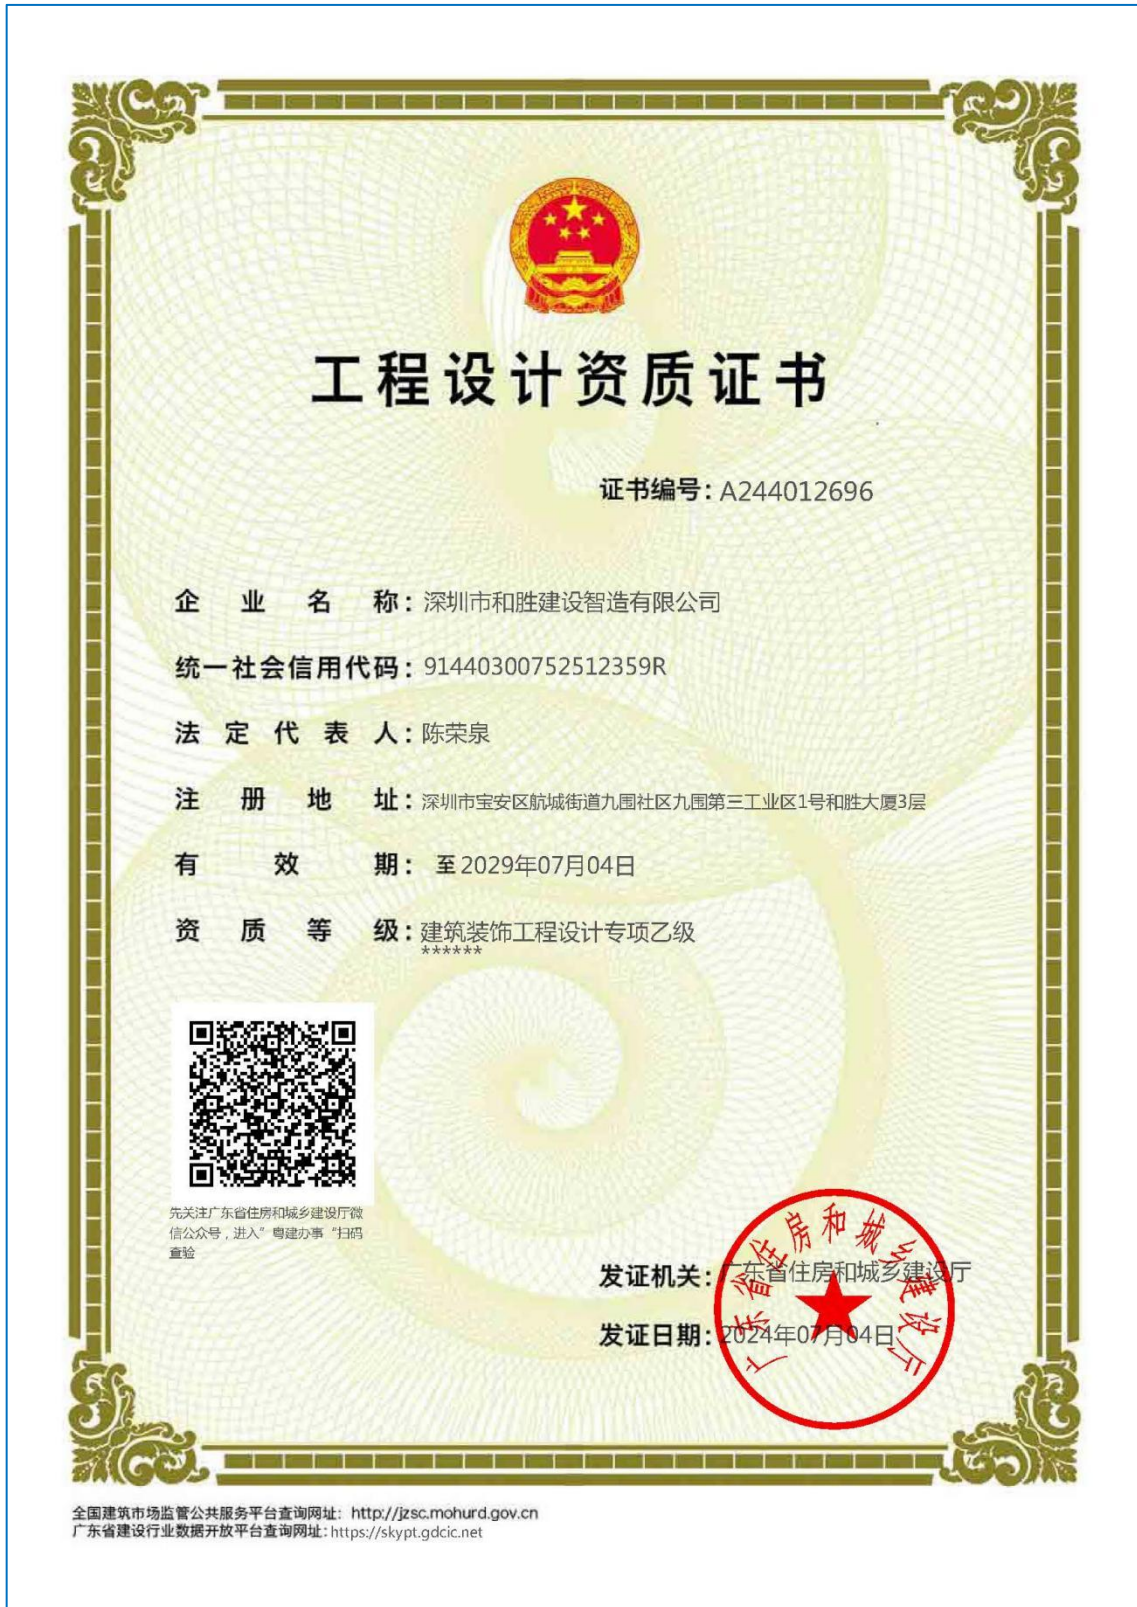 工程设计资质证书
证书编号：A244012696
企业名称：深圳市和胜建设智造有限公司
统一社会信用代码：91440300752512359R
法定代表人：陈荣泉
注册地址：深圳市宝安区航城街道九围社区九围第三工业区1号和胜大厦3层
有效期：至2029年07月04日
资质等级：建筑装饰工程设计专项乙级
******
先关注广东省住房和城乡建设厅微
信公众号，进入”粤建办事“扫码
查验
发证机关：广东省住房和城乡建设厅
发证日期：2024年07月04日
广东省住房和城乡建设厅
全国建筑市场监管公共服务平台查询网址：http://jzsc.mohurd.gov.cn
广东省建设行业数据开放平台查询网址：https://skypt.gdcic.net